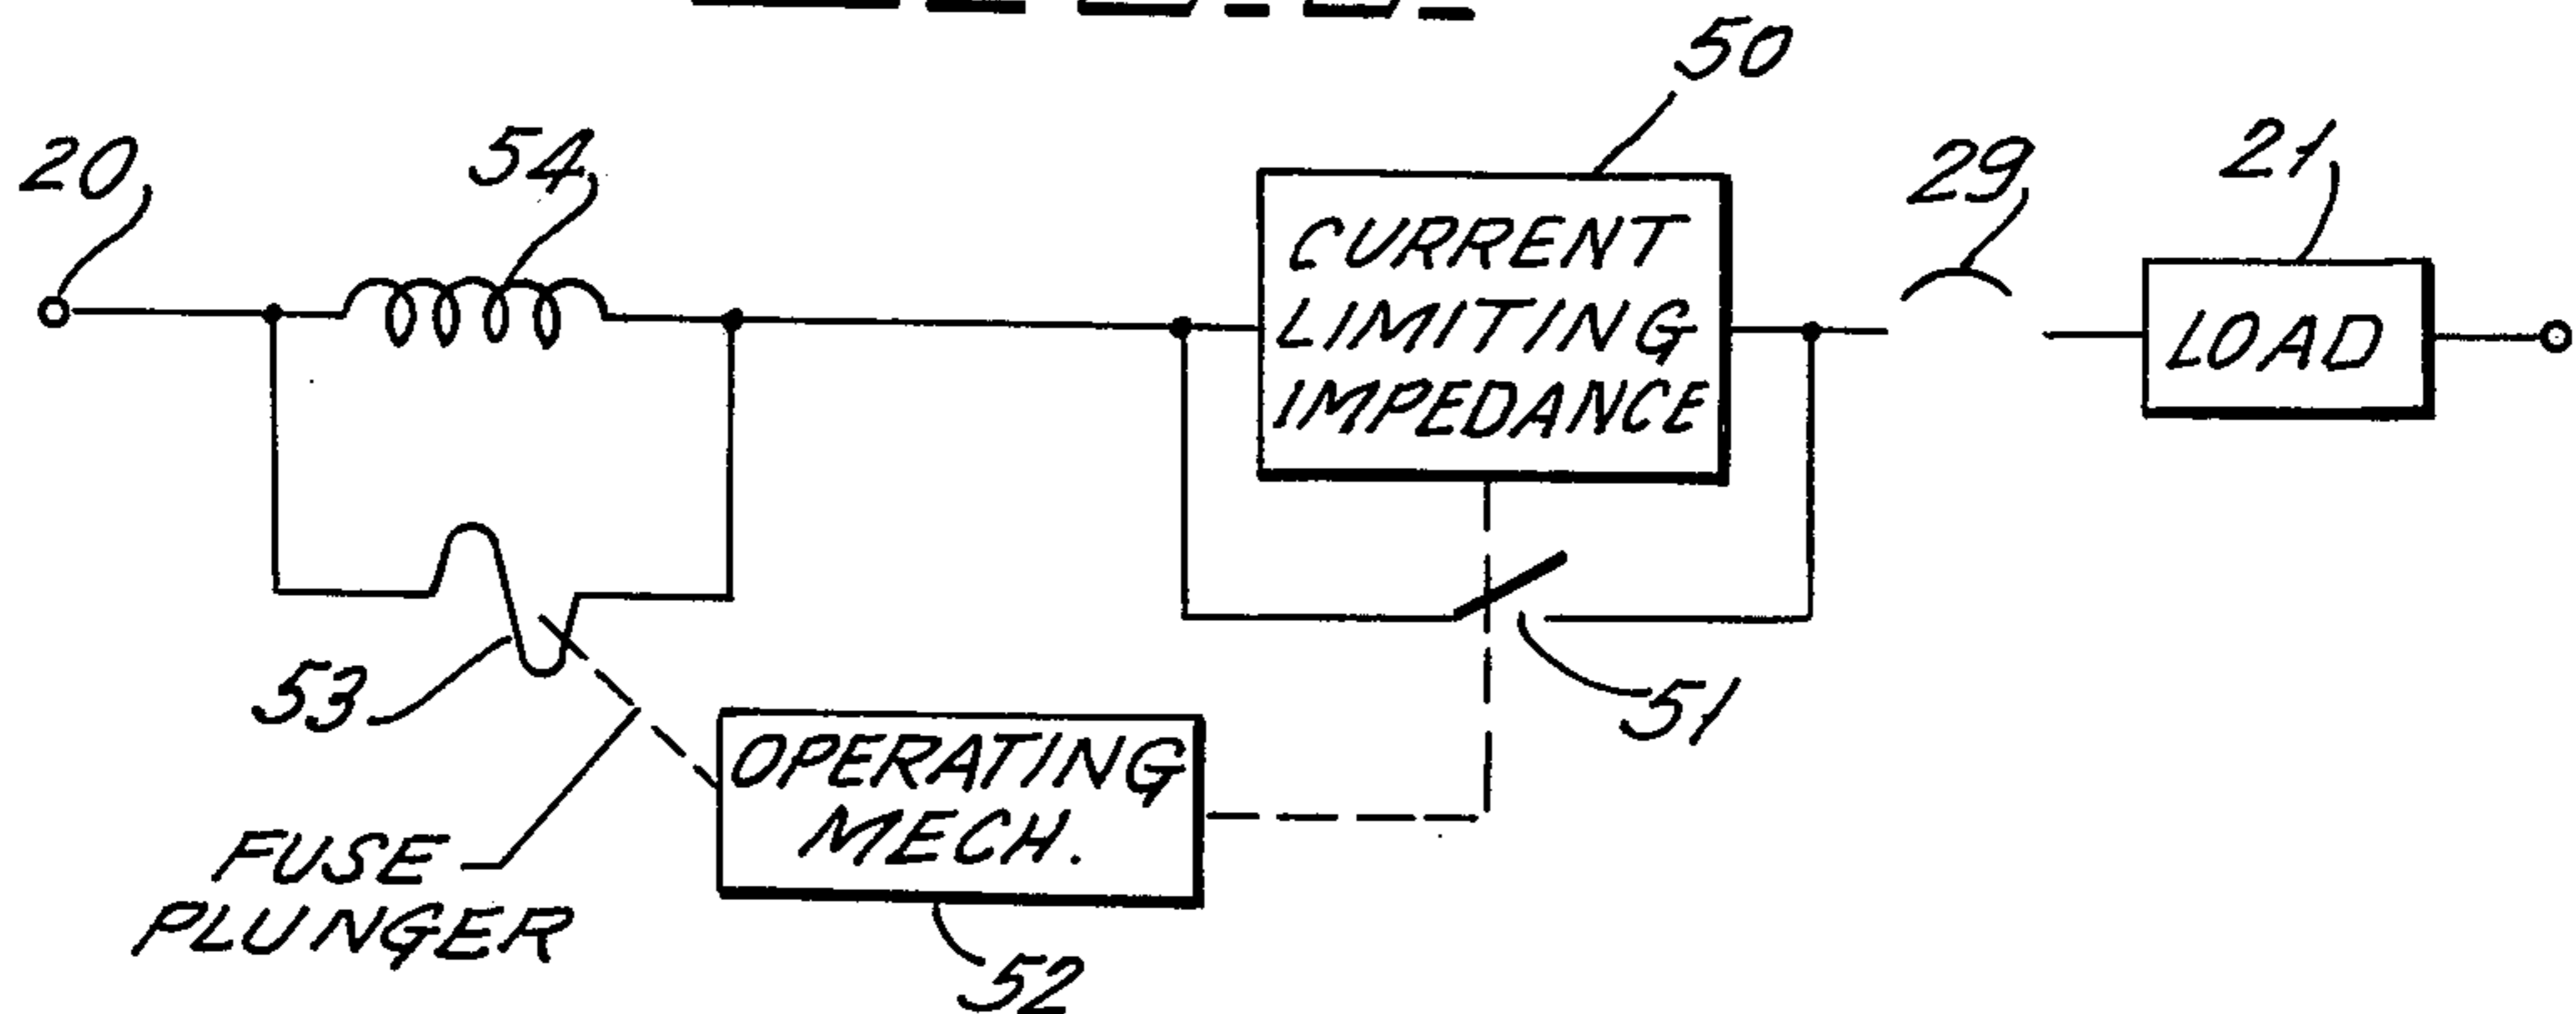 50
20
54
29
21
CURRENT
LIMITING
IMPEDANCE
LOAD
53
51
OPERATING
MECH.
FUSE
PLUNGER
52